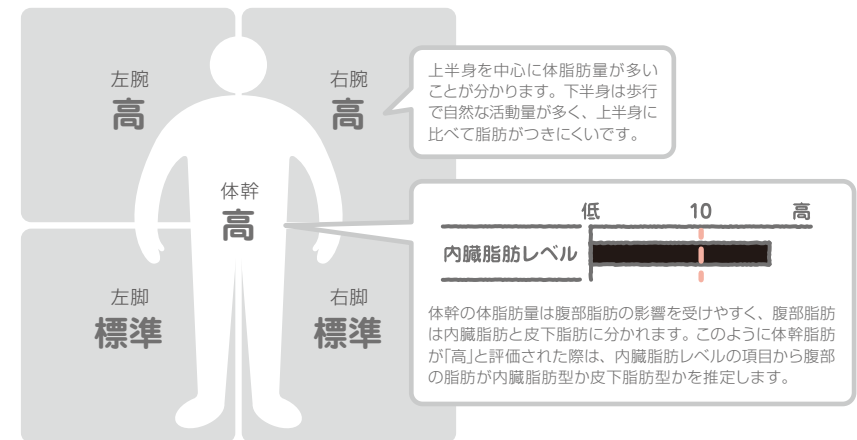 左腕
高
右腕
高
上半身を中心に体脂肪量が多い
ことが分かります。下半身は歩行
で自然な活動量が多く、上半身に
比べて脂肪がつきにくいです。
体幹
高
低 10 高
内臓脂肪レベル
左脚
標準
右脚
標準
体幹の体脂肪量は腹部脂肪の影響を受けやすく、腹部脂肪
は内臓脂肪と皮下脂肪に分かれます。このように体幹脂肪
が「高」と評価された際は、内臓脂肪レベルの項目から腹部
の脂肪が内臓脂肪型か皮下脂肪型かを推定します。